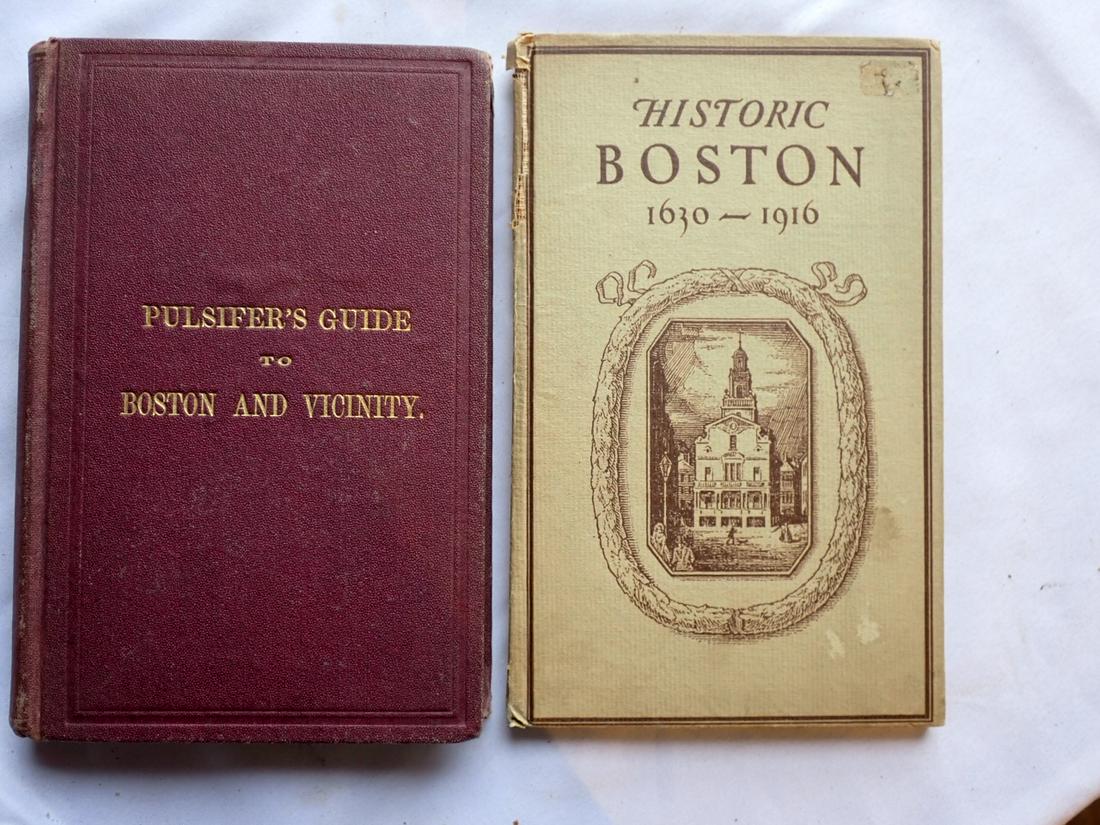 PULSIFER'S GUIDE
TO
BOSTON AND VICINITY.
HISTORIC
BOSTON
1630 — 1916